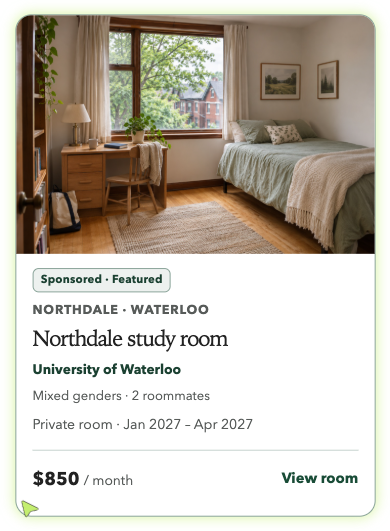 Sponsored · Featured
NORTHDALE · WATERLOO
Northdale study room
University of Waterloo
Mixed genders · 2 roommates
Private room · Jan 2027 – Apr 2027
$850 / month
View room